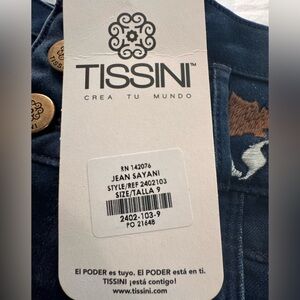 TISSINI™
CREA TU MUNDO
RN 142076
JEAN SAYANI
STYLE/REF 2402103
SIZE/TALLA 9
2402-103-9
PO 21648
El PODER es tuyo. El PODER está en ti.
TISSINI ¡está contigo!
www.tissini.com